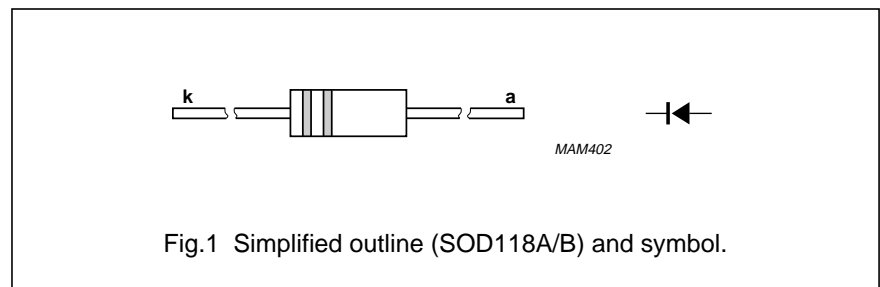 k
a
MAM402
Fig.1 Simplified outline (SOD118A/B) and symbol.